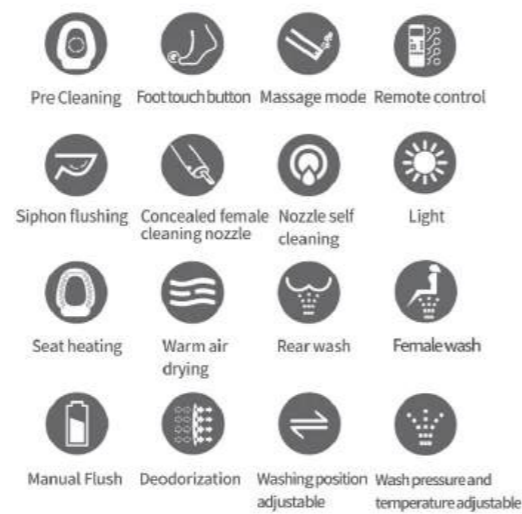 Pre Cleaning
Foot touch button
Massage mode
Remote control
Siphon flushing
Concealed female
cleaning nozzle
Nozzle self
cleaning
Light
Seat heating
Warm air
drying
Rear wash
Female wash
Manual Flush
Deodorization
Washing position
adjustable
Wash pressure and
temperature adjustable